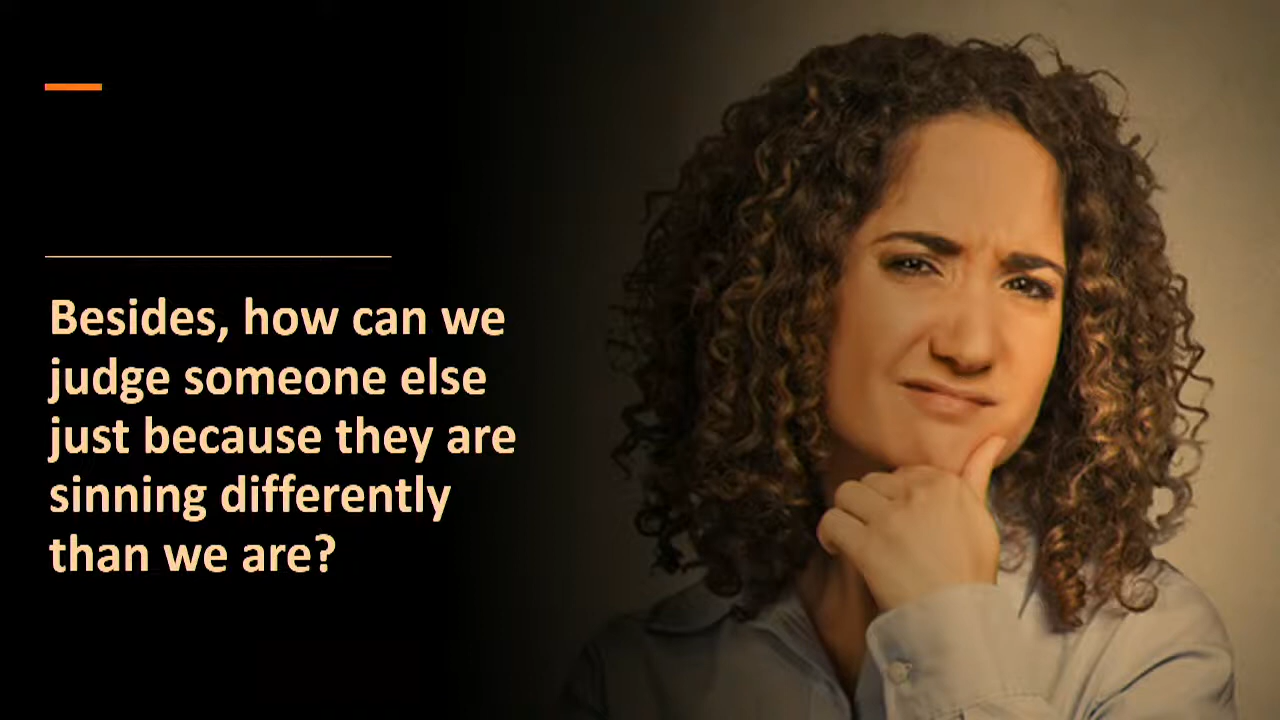 Besides, how can we
judge someone else
just because they are
sinning differently
than we are?